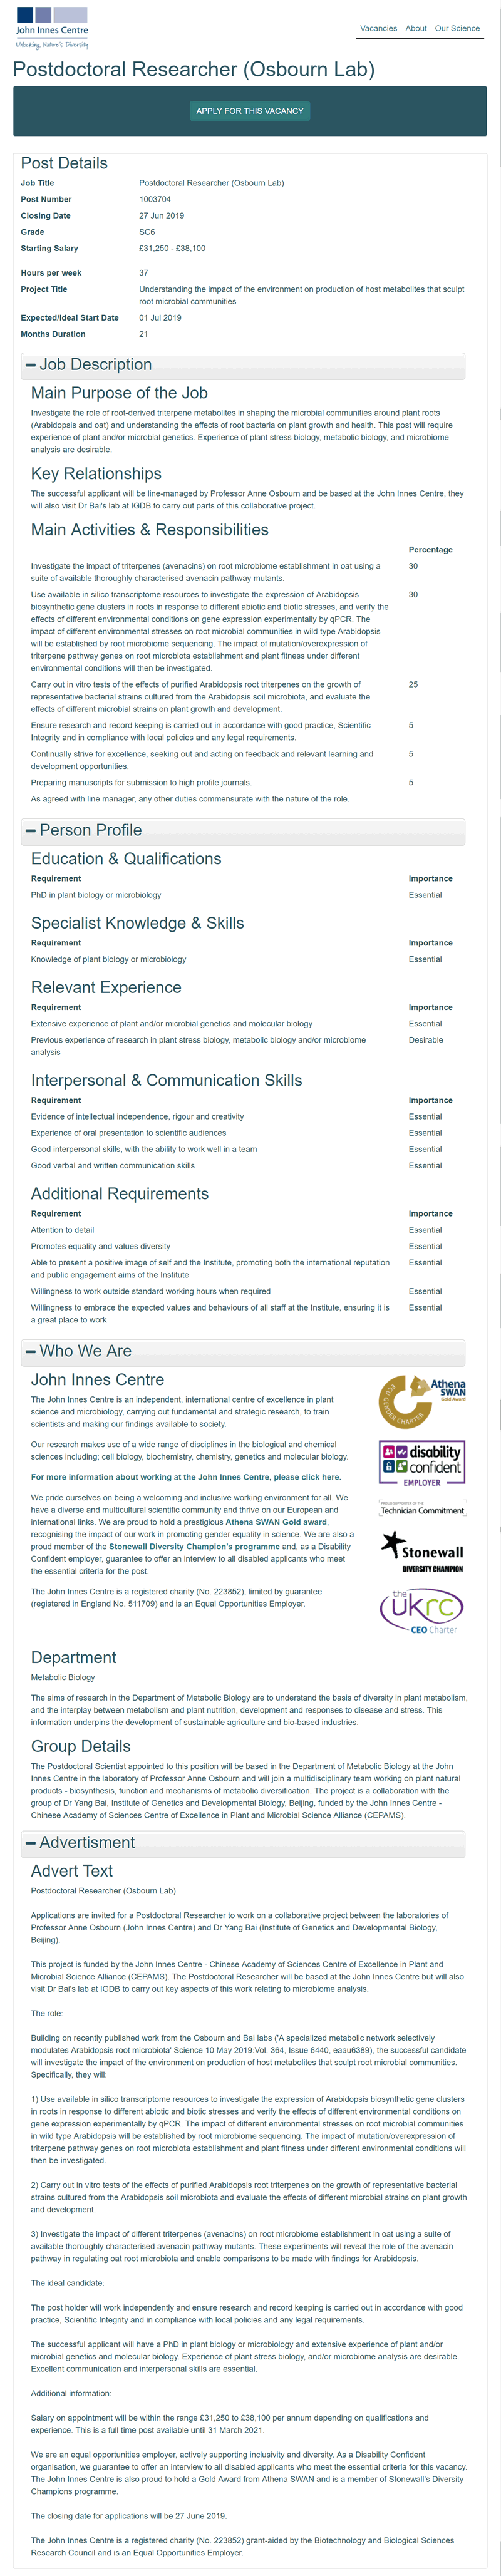 John Innes Centre
Unlocking Nature's Diversity
Vacancies About Our Science
Postdoctoral Researcher (Osbourn Lab)
APPLY FOR THIS VACANCY
Post Details
Job Title Postdoctoral Researcher (Osbourn Lab)
Post Number 1003704
Closing Date 27 Jun 2019
Grade SC6
Starting Salary £31,250 - £38,100
Hours per week 37
Project Title Understanding the impact of the environment on production of host metabolites that sculpt
root microbial communities
Expected/Ideal Start Date 01 Jul 2019
Months Duration 21
Job Description
Main Purpose of the Job
Investigate the role of root-derived triterpene metabolites in shaping the microbial communities around plant roots
(Arabidopsis and oat) and understanding the effects of root bacteria on plant growth and health. This post will require
experience of plant and/or microbial genetics. Experience of plant stress biology, metabolic biology, and microbiome
analysis are desirable.
Key Relationships
The successful applicant will be line-managed by Professor Anne Osbourn and be based at the John Innes Centre, they
will also visit Dr Bai's lab at IGDB to carry out parts of this collaborative project.
Main Activities & Responsibilities
Percentage
Investigate the impact of triterpenes (avenacins) on root microbiome establishment in oat using a 30
suite of available thoroughly characterised avenacin pathway mutants.
Use available in silico transcriptome resources to investigate the expression of Arabidopsis 30
biosynthetic gene clusters in roots in response to different abiotic and biotic stresses, and verify the
effects of different environmental conditions on gene expression experimentally by qPCR. The
impact of different environmental stresses on root microbial communities in wild type Arabidopsis
will be established by root microbiome sequencing. The impact of mutation/overexpression of
triterpene pathway genes on root microbiota establishment and plant fitness under different
environmental conditions will then be investigated.
Carry out in vitro tests of the effects of purified Arabidopsis root triterpenes on the growth of 25
representative bacterial strains cultured from the Arabidopsis soil microbiota, and evaluate the
effects of different microbial strains on plant growth and development.
Ensure research and record keeping is carried out in accordance with good practice, Scientific 5
Integrity and in compliance with local policies and any legal requirements.
Continually strive for excellence, seeking out and acting on feedback and relevant learning and 5
development opportunities.
Preparing manuscripts for submission to high profile journals. 5
As agreed with line manager, any other duties commensurate with the nature of the role.
Person Profile
Education & Qualifications
Requirement Importance
PhD in plant biology or microbiology Essential
Specialist Knowledge & Skills
Requirement Importance
Knowledge of plant biology or microbiology Essential
Relevant Experience
Requirement Importance
Extensive experience of plant and/or microbial genetics and molecular biology Essential
Previous experience of research in plant stress biology, metabolic biology and/or microbiome Desirable
analysis
Interpersonal & Communication Skills
Requirement Importance
Evidence of intellectual independence, rigour and creativity Essential
Experience of oral presentation to scientific audiences Essential
Good interpersonal skills, with the ability to work well in a team Essential
Good verbal and written communication skills Essential
Additional Requirements
Requirement Importance
Attention to detail Essential
Promotes equality and values diversity Essential
Able to present a positive image of self and the Institute, promoting both the international reputation Essential
and public engagement aims of the Institute
Willingness to work outside standard working hours when required Essential
Willingness to embrace the expected values and behaviours of all staff at the Institute, ensuring it is Essential
a great place to work
Who We Are
John Innes Centre
The John Innes Centre is an independent, international centre of excellence in plant
science and microbiology, carrying out fundamental and strategic research, to train
scientists and making our findings available to society.
Our research makes use of a wide range of disciplines in the biological and chemical
sciences including; cell biology, biochemistry, chemistry, genetics and molecular biology.
For more information about working at the John Innes Centre, please click here.
We pride ourselves on being a welcoming and inclusive working environment for all. We
have a diverse and multicultural scientific community and thrive on our European and
international links. We are proud to hold a prestigious Athena SWAN Gold award,
recognising the impact of our work in promoting gender equality in science. We are also a
proud member of the Stonewall Diversity Champion's programme and, as a Disability
Confident employer, guarantee to offer an interview to all disabled applicants who meet
the essential criteria for the post.
The John Innes Centre is a registered charity (No. 223852), limited by guarantee
(registered in England No. 511709) and is an Equal Opportunities Employer.
ECU GENDER CHARTER
Athena
SWAN
Gold Award
disability
confident
EMPLOYER
PROUD SUPPORTER OF THE
Technician Commitment
Stonewall
DIVERSITY CHAMPION
the
ukrc
CEO Charter
Department
Metabolic Biology
The aims of research in the Department of Metabolic Biology are to understand the basis of diversity in plant metabolism,
and the interplay between metabolism and plant nutrition, development and responses to disease and stress. This
information underpins the development of sustainable agriculture and bio-based industries.
Group Details
The Postdoctoral Scientist appointed to this position will be based in the Department of Metabolic Biology at the John
Innes Centre in the laboratory of Professor Anne Osbourn and will join a multidisciplinary team working on plant natural
products - biosynthesis, function and mechanisms of metabolic diversification. The project is a collaboration with the
group of Dr Yang Bai, Institute of Genetics and Developmental Biology, Beijing, funded by the John Innes Centre -
Chinese Academy of Sciences Centre of Excellence in Plant and Microbial Science Alliance (CEPAMS).
Advertisment
Advert Text
Postdoctoral Researcher (Osbourn Lab)
Applications are invited for a Postdoctoral Researcher to work on a collaborative project between the laboratories of
Professor Anne Osbourn (John Innes Centre) and Dr Yang Bai (Institute of Genetics and Developmental Biology,
Beijing).
This project is funded by the John Innes Centre - Chinese Academy of Sciences Centre of Excellence in Plant and
Microbial Science Alliance (CEPAMS). The Postdoctoral Researcher will be based at the John Innes Centre but will also
visit Dr Bai's lab at IGDB to carry out key aspects of this work relating to microbiome analysis.
The role:
Building on recently published work from the Osbourn and Bai labs ('A specialized metabolic network selectively
modulates Arabidopsis root microbiota' Science 10 May 2019:Vol. 364, Issue 6440, eaau6389), the successful candidate
will investigate the impact of the environment on production of host metabolites that sculpt root microbial communities.
Specifically, they will:
1) Use available in silico transcriptome resources to investigate the expression of Arabidopsis biosynthetic gene clusters
in roots in response to different abiotic and biotic stresses and verify the effects of different environmental conditions on
gene expression experimentally by qPCR. The impact of different environmental stresses on root microbial communities
in wild type Arabidopsis will be established by root microbiome sequencing. The impact of mutation/overexpression of
triterpene pathway genes on root microbiota establishment and plant fitness under different environmental conditions will
then be investigated.
2) Carry out in vitro tests of the effects of purified Arabidopsis root triterpenes on the growth of representative bacterial
strains cultured from the Arabidopsis soil microbiota and evaluate the effects of different microbial strains on plant growth
and development.
3) Investigate the impact of different triterpenes (avenacins) on root microbiome establishment in oat using a suite of
available thoroughly characterised avenacin pathway mutants. These experiments will reveal the role of the avenacin
pathway in regulating oat root microbiota and enable comparisons to be made with findings for Arabidopsis.
The ideal candidate:
The post holder will work independently and ensure research and record keeping is carried out in accordance with good
practice, Scientific Integrity and in compliance with local policies and any legal requirements.
The successful applicant will have a PhD in plant biology or microbiology and extensive experience of plant and/or
microbial genetics and molecular biology. Experience of plant stress biology, and/or microbiome analysis are desirable.
Excellent communication and interpersonal skills are essential.
Additional information:
Salary on appointment will be within the range £31,250 to £38,100 per annum depending on qualifications and
experience. This is a full time post available until 31 March 2021.
We are an equal opportunities employer, actively supporting inclusivity and diversity. As a Disability Confident
organisation, we guarantee to offer an interview to all disabled applicants who meet the essential criteria for this vacancy.
The John Innes Centre is also proud to hold a Gold Award from Athena SWAN and is a member of Stonewall's Diversity
Champions programme.
The closing date for applications will be 27 June 2019.
The John Innes Centre is a registered charity (No. 223852) grant-aided by the Biotechnology and Biological Sciences
Research Council and is an Equal Opportunities Employer.